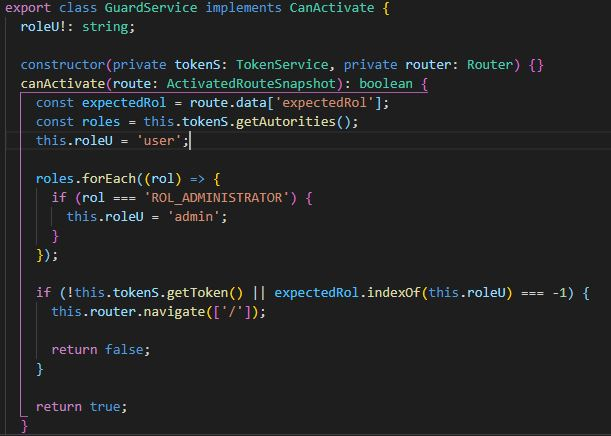 export class GuardService implements CanActivate {
roleU!: string;
constructor(private tokenS: TokenService, private router: Router) {}
canActivate(route: ActivatedRouteSnapshot): boolean {
const expectedRol = route.data['expectedRol'];
const roles = this.tokenS.getAutorities();
this.roleU = 'user';
roles.forEach((rol) => {
if (rol === 'ROL_ADMINISTRATOR') {
this.roleU = 'admin';
}
});
if (!this.tokenS.getToken() || expectedRol.indexOf(this.roleU) === -1) {
this.router.navigate(['/']);
return false;
}
return true;
}